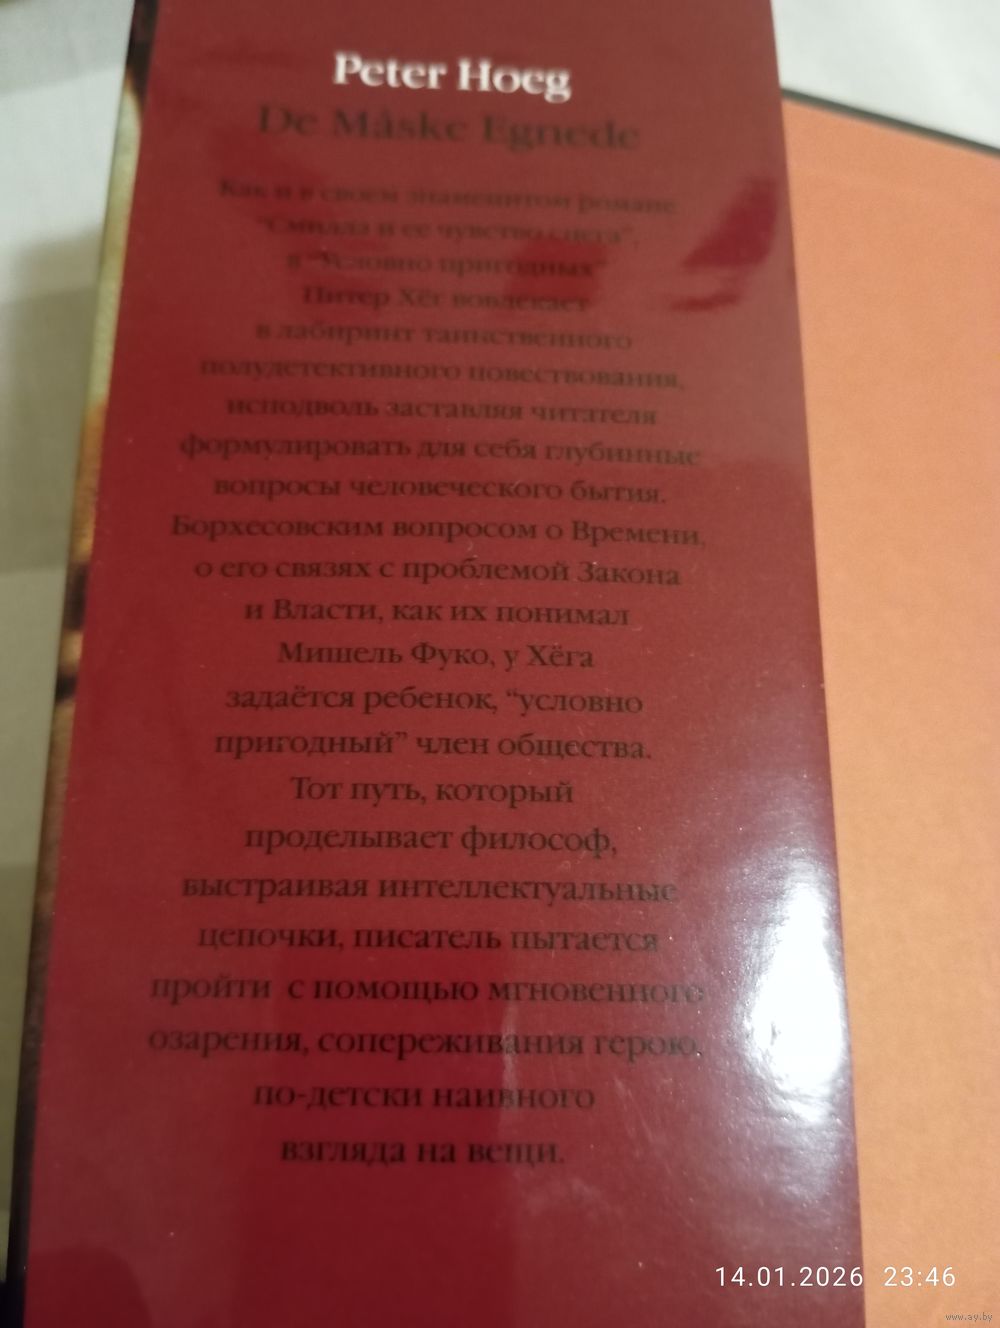 Peter Hoeg
De Måske Egnede
Как и в своем знаменитом романе
“Смилла и ее чувство снега”,
в “Условно пригодных”
Питер Хёг вовлекает
в лабиринт таинственного
полудетективного повествования,
исподволь заставляя читателя
формулировать для себя глубинные
вопросы человеческого бытия.
Борхесовским вопросом о Времени,
о его связях с проблемой Закона
и Власти, как их понимал
Мишель Фуко, у Хёга
задаётся ребенок, “условно
пригодный” член общества.
Тот путь, который
проделывает философ,
выстраивая интеллектуальные
цепочки, писатель пытается
пройти с помощью мгновенного
озарения, сопереживания герою,
по-детски наивного
взгляда на вещи.
14.01.2026 23:46
www.ay.by